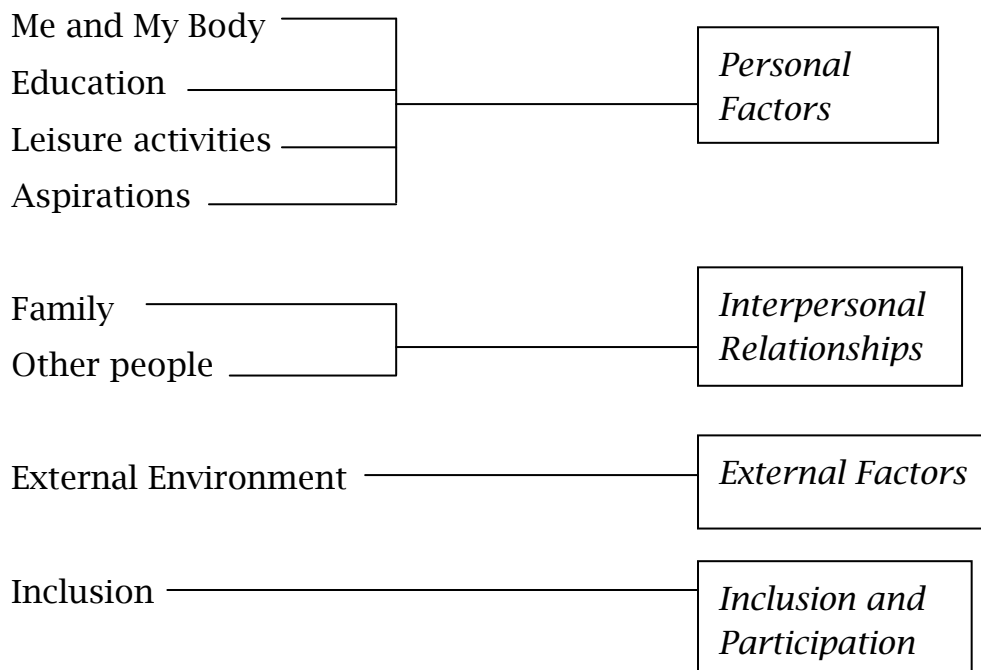 Me and My Body
Education
Leisure activities
Aspirations
Personal
Factors
Family
Other people
Interpersonal
Relationships
External Environment
External Factors
Inclusion
Inclusion and
Participation